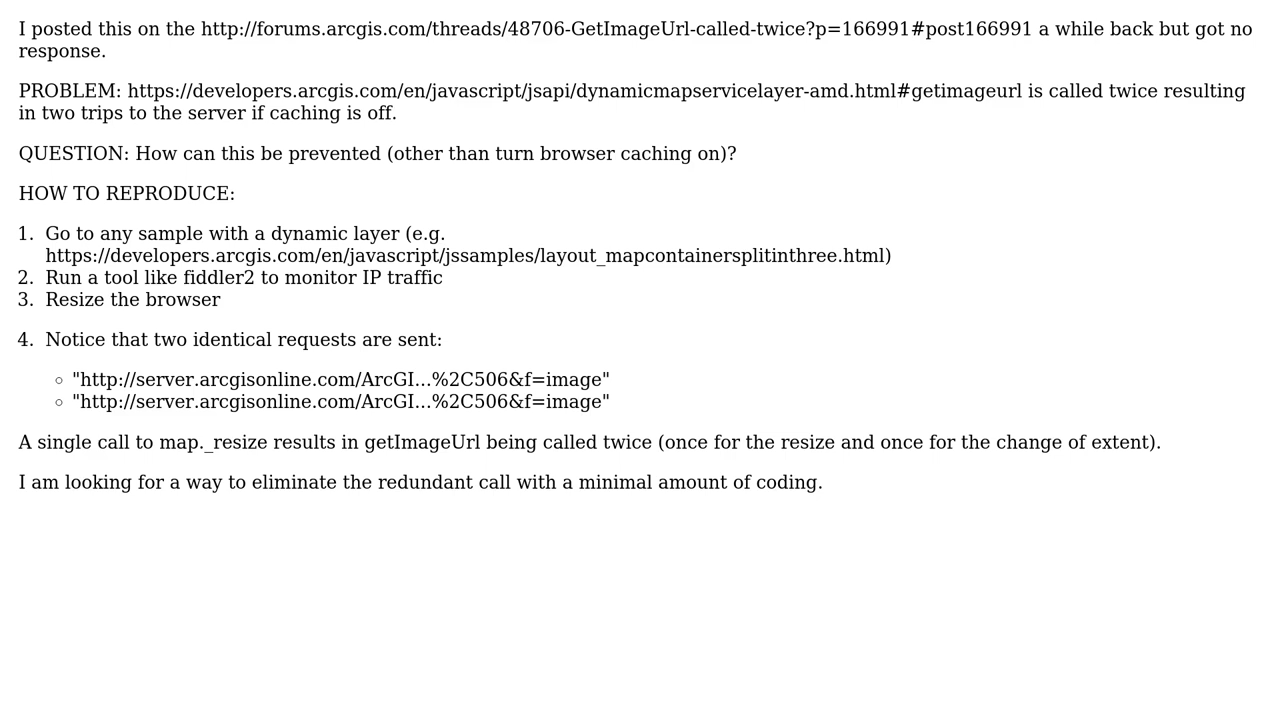 I posted this on the http://forums.arcgis.com/threads/48706-GetImageUrl-called-twice?p=166991#post166991 a while back but got no
response.
PROBLEM: https://developers.arcgis.com/en/javascript/jsapi/dynamicmapservicelayer-amd.html#getimageurl is called twice resulting
in two trips to the server if caching is off.
QUESTION: How can this be prevented (other than turn browser caching on)?
HOW TO REPRODUCE:
1. Go to any sample with a dynamic layer (e.g.
https://developers.arcgis.com/en/javascript/jssamples/layout_mapcontainersplitinthree.html)
2. Run a tool like fiddler2 to monitor IP traffic
3. Resize the browser
4. Notice that two identical requests are sent:
○ "http://server.arcgisonline.com/ArcGI...%2C506&f=image"
○ "http://server.arcgisonline.com/ArcGI...%2C506&f=image"
A single call to map._resize results in getImageUrl being called twice (once for the resize and once for the change of extent).
I am looking for a way to eliminate the redundant call with a minimal amount of coding.